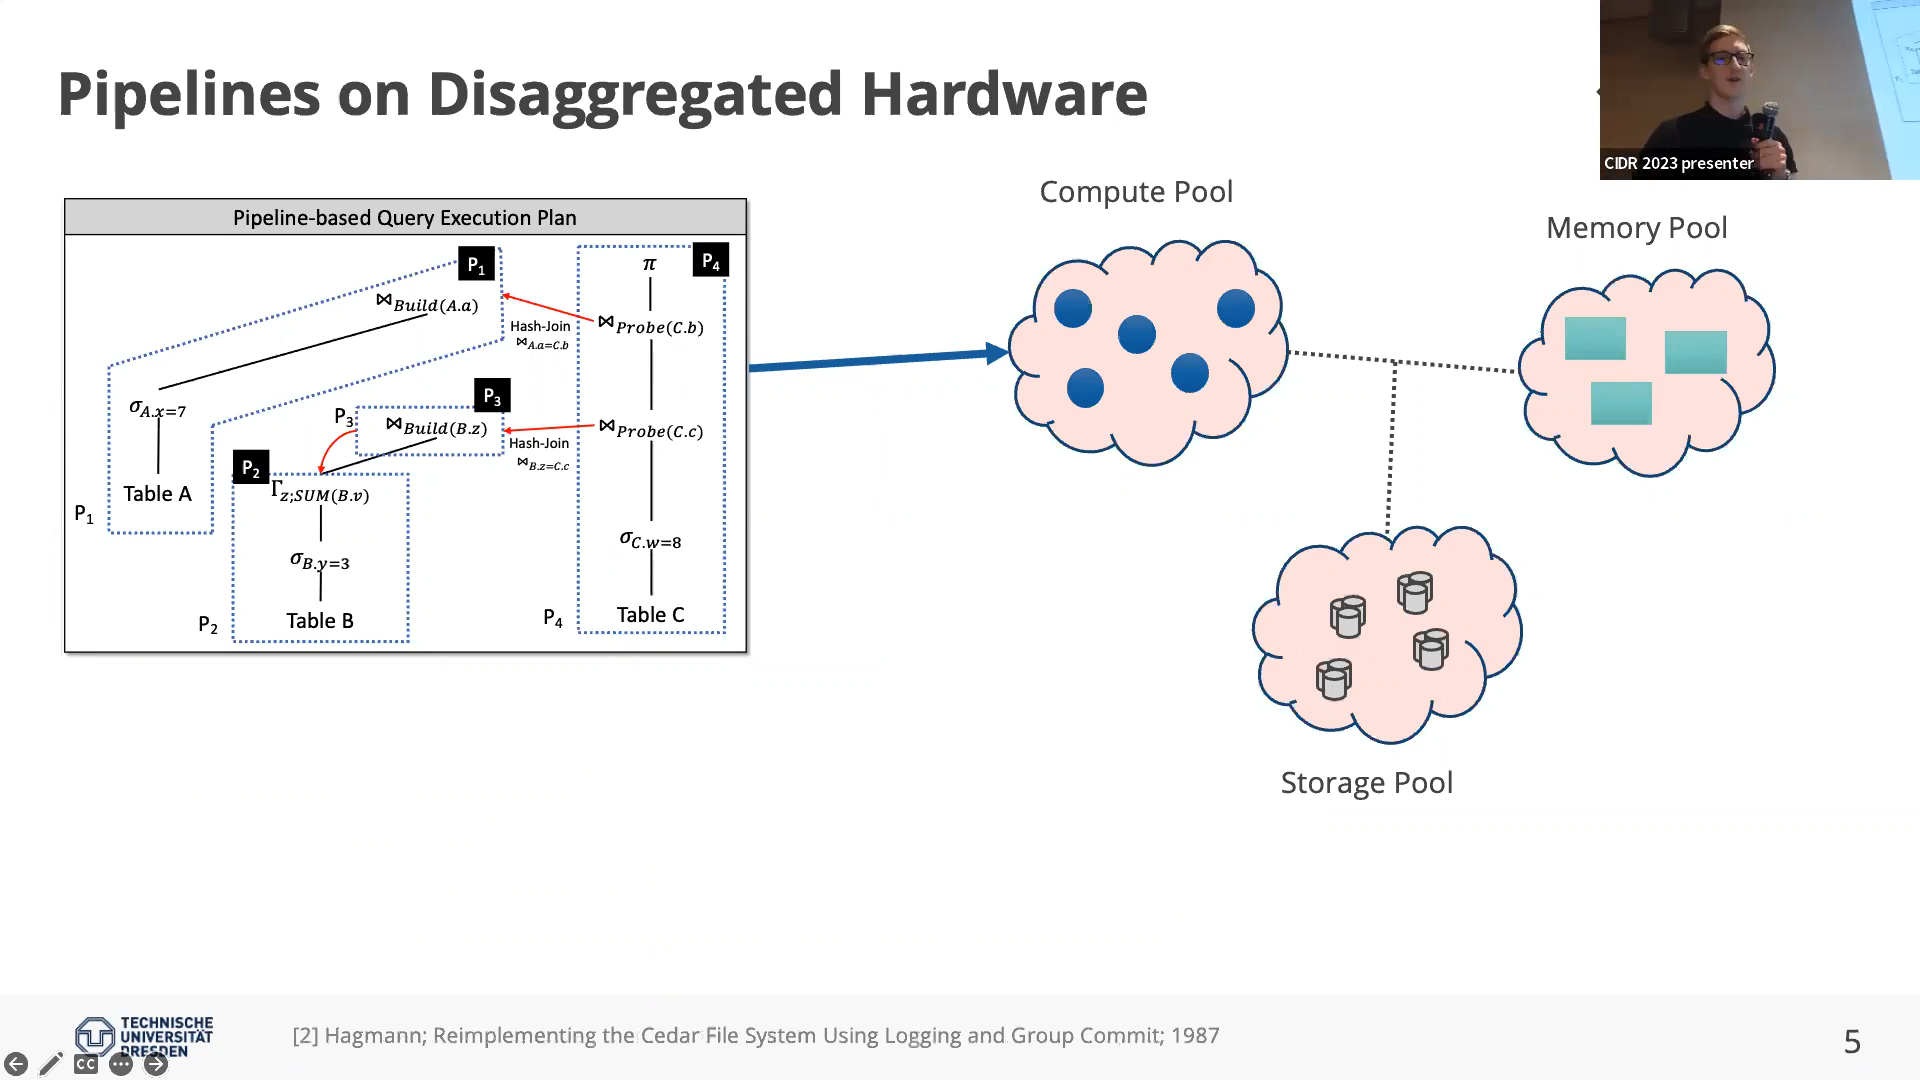 Pipelines on Disaggregated Hardware
CIDR 2023 presenter
Pipeline-based Query Execution Plan
P1
⋈Build(A.a)
σA.x=7
Table A
P1
Hash-Join
⋈A.a=C.b
P3
P3
⋈Build(B.z)
Hash-Join
⋈B.z=C.c
P2
Γz;SUM(B.v)
σB.y=3
Table B
P2
P4
π
⋈Probe(C.b)
⋈Probe(C.c)
σC.w=8
Table C
P4
Compute Pool
Memory Pool
Storage Pool
TECHNISCHE
UNIVERSITÄT
DRESDEN
[2] Hagmann; Reimplementing the Cedar File System Using Logging and Group Commit; 1987
5
CC